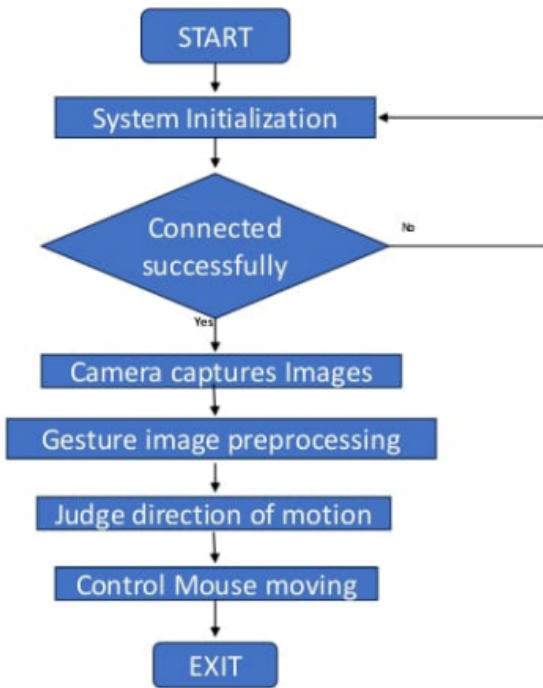 START
System Initialization
Connected
successfully
No
Yes
Camera captures Images
Gesture image preprocessing
Judge direction of motion
Control Mouse moving
EXIT